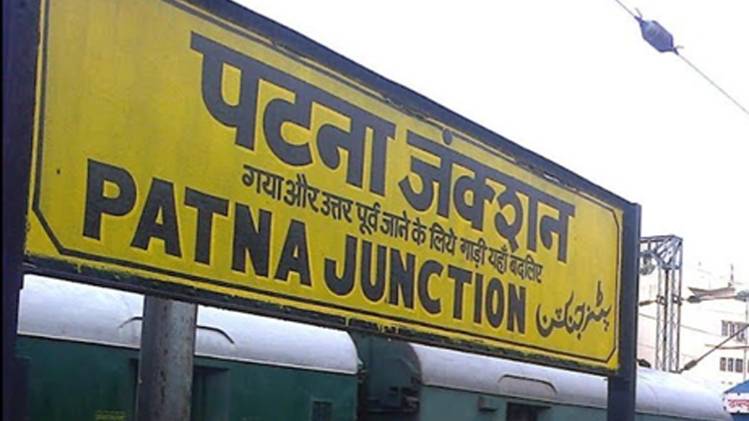 पटना जंक्शन
गया और उत्तर पूर्व जाने के लिये गाड़ी यहाँ बदलिए
PATNA JUNCTION پٹنہ جنکشن